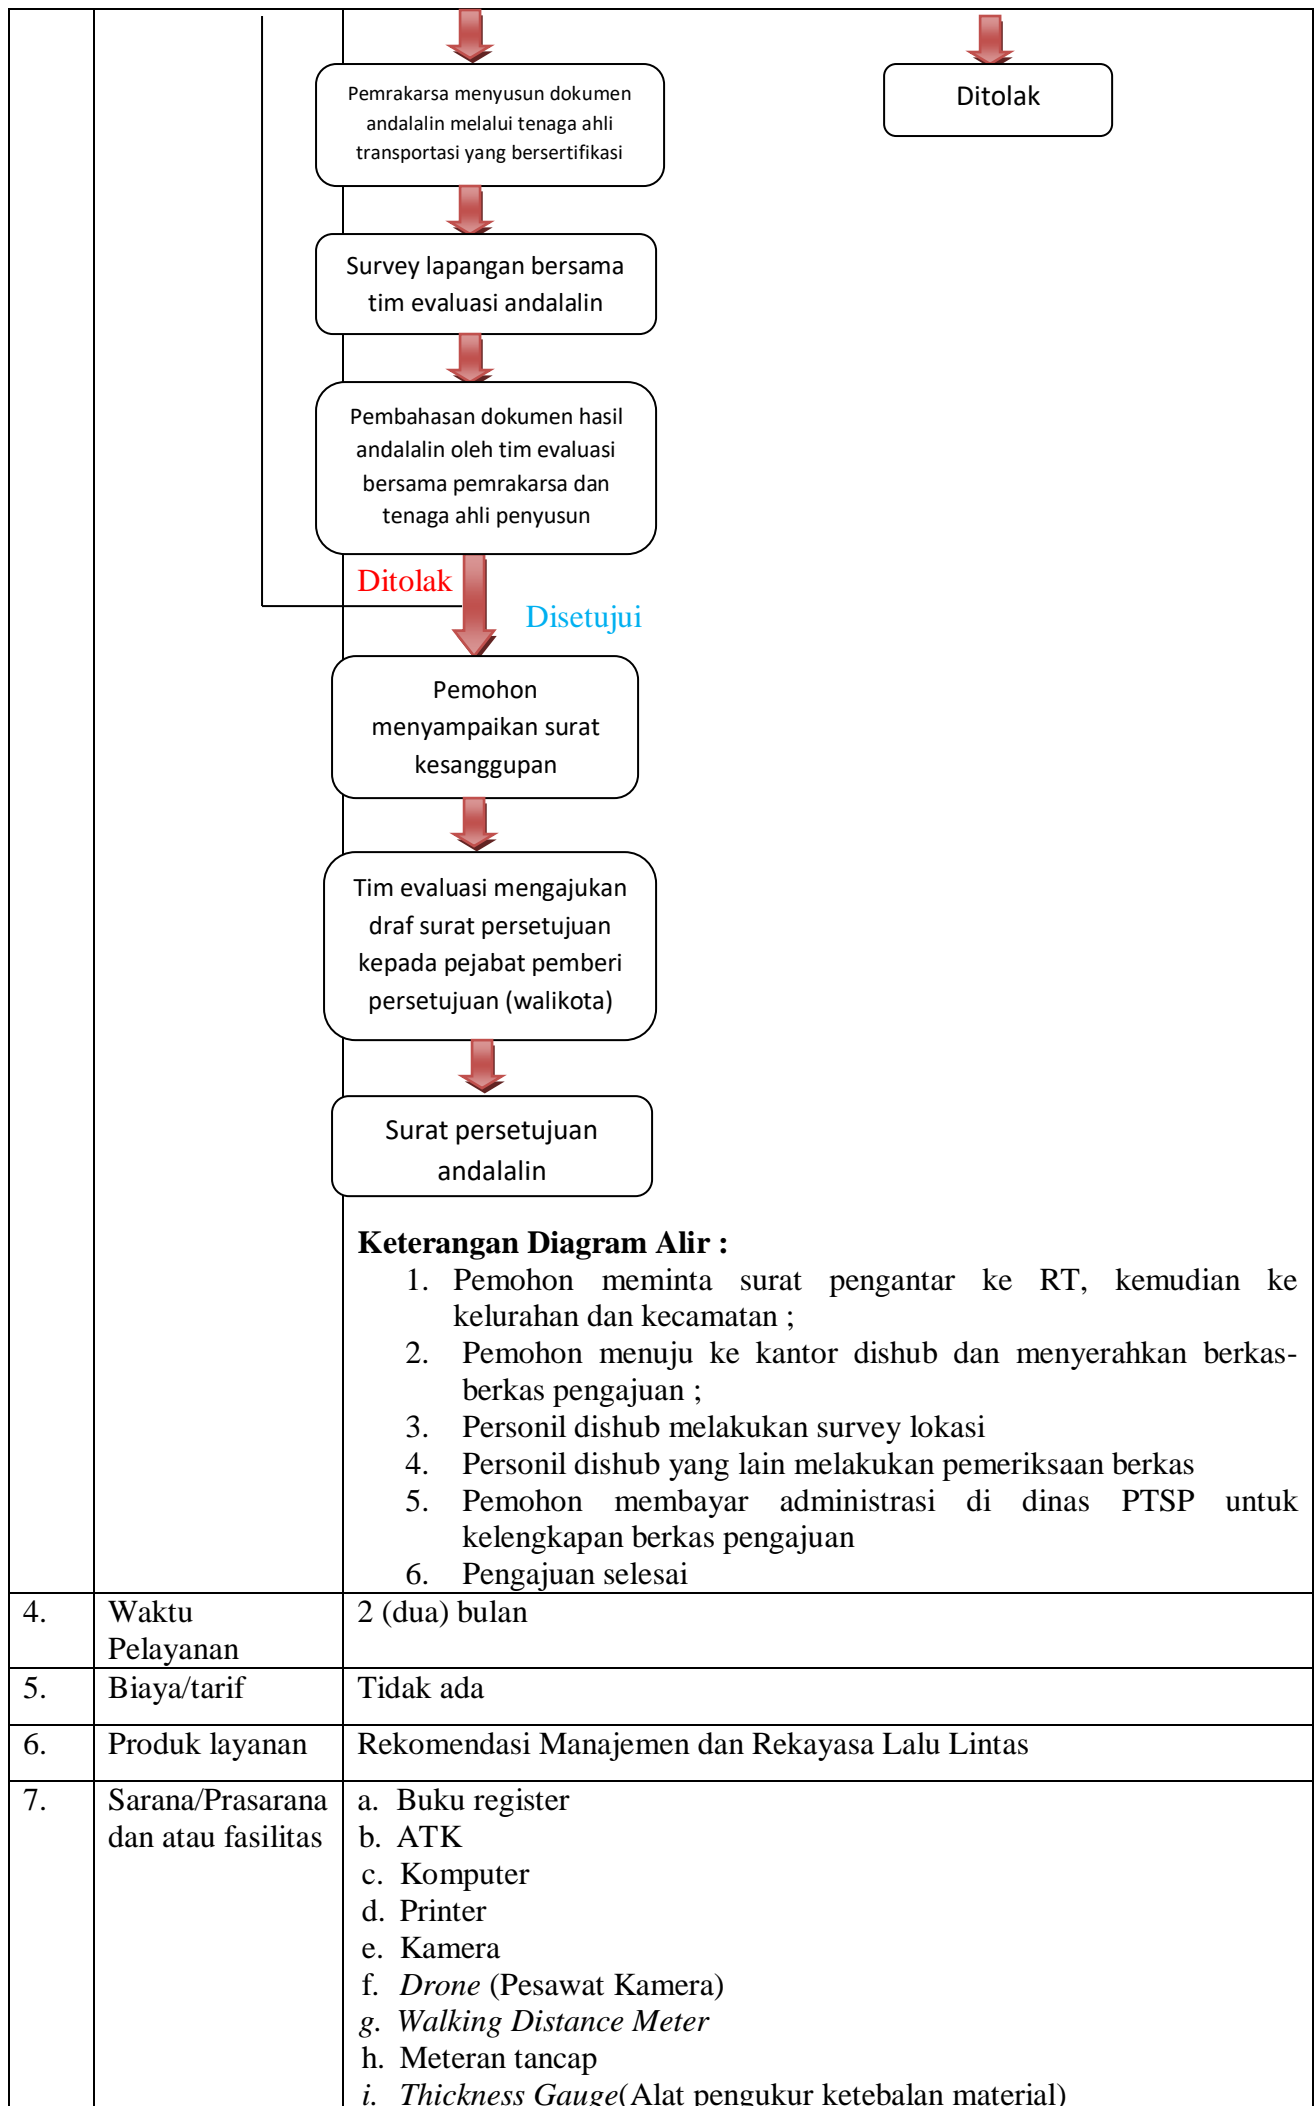 Pemrakarsa menyusun dokumen
andalalin melalui tenaga ahli
transportasi yang bersertifikasi
Ditolak
Survey lapangan bersama
tim evaluasi andalalin
Pembahasan dokumen hasil
andalalin oleh tim evaluasi
bersama pemrakarsa dan
tenaga ahli penyusun
Ditolak
Disetujui
Pemohon
menyampaikan surat
kesanggupan
Tim evaluasi mengajukan
draf surat persetujuan
kepada pejabat pemberi
persetujuan (walikota)
Surat persetujuan
andalalin
Keterangan Diagram Alir :
1. Pemohon meminta surat pengantar ke RT, kemudian ke
kelurahan dan kecamatan ;
2. Pemohon menuju ke kantor dishub dan menyerahkan berkas-
berkas pengajuan ;
3. Personil dishub melakukan survey lokasi
4. Personil dishub yang lain melakukan pemeriksaan berkas
5. Pemohon membayar administrasi di dinas PTSP untuk
kelengkapan berkas pengajuan
6. Pengajuan selesai
4. Waktu 2 (dua) bulan
Pelayanan
5. Biaya/tarif Tidak ada
6. Produk layanan Rekomendasi Manajemen dan Rekayasa Lalu Lintas
7. Sarana/Prasarana a. Buku register
dan atau fasilitas b. ATK
c. Komputer
d. Printer
e. Kamera
f. Drone (Pesawat Kamera)
g. Walking Distance Meter
h. Meteran tancap
i. Thickness Gauge(Alat pengukur ketebalan material)